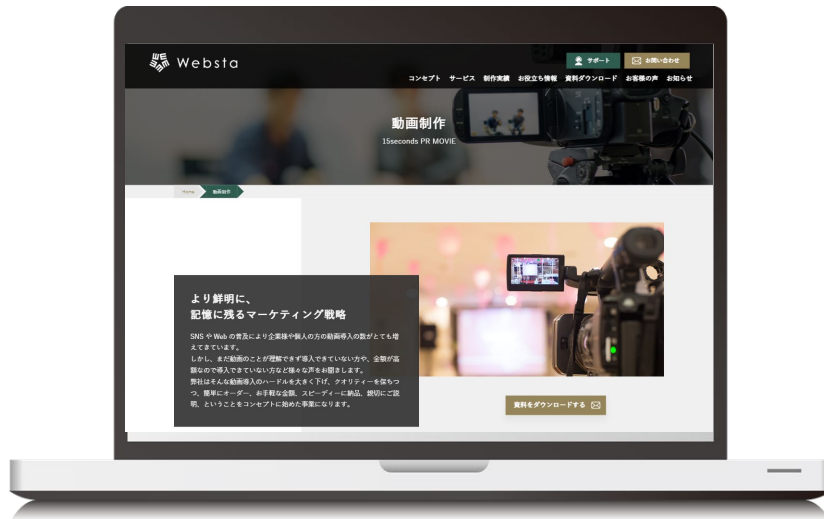 Websta
サポート
お問い合わせ
コンセプト サービス 制作実績 お役立ち情報 資料ダウンロード お客様の声 お知らせ
動画制作
15seconds PR MOVIE
Home 動画制作
より鮮明に、
記憶に残るマーケティング戦略
SNS や Web の普及により企業様や個人の方の動画導入の数がとても増
えてきています。
しかし、まだ動画のことが理解できず導入できていない方や、金額が高
額なので導入できていない方など様々な声をお聞きします。
弊社はそんな動画導入のハードルを大きく下げ、クオリティーを保ちつ
つ、簡単にオーダー、お手軽な金額、スピーディーに納品、親切にご説
明、ということをコンセプトに始めた事業になります。
資料をダウンロードする